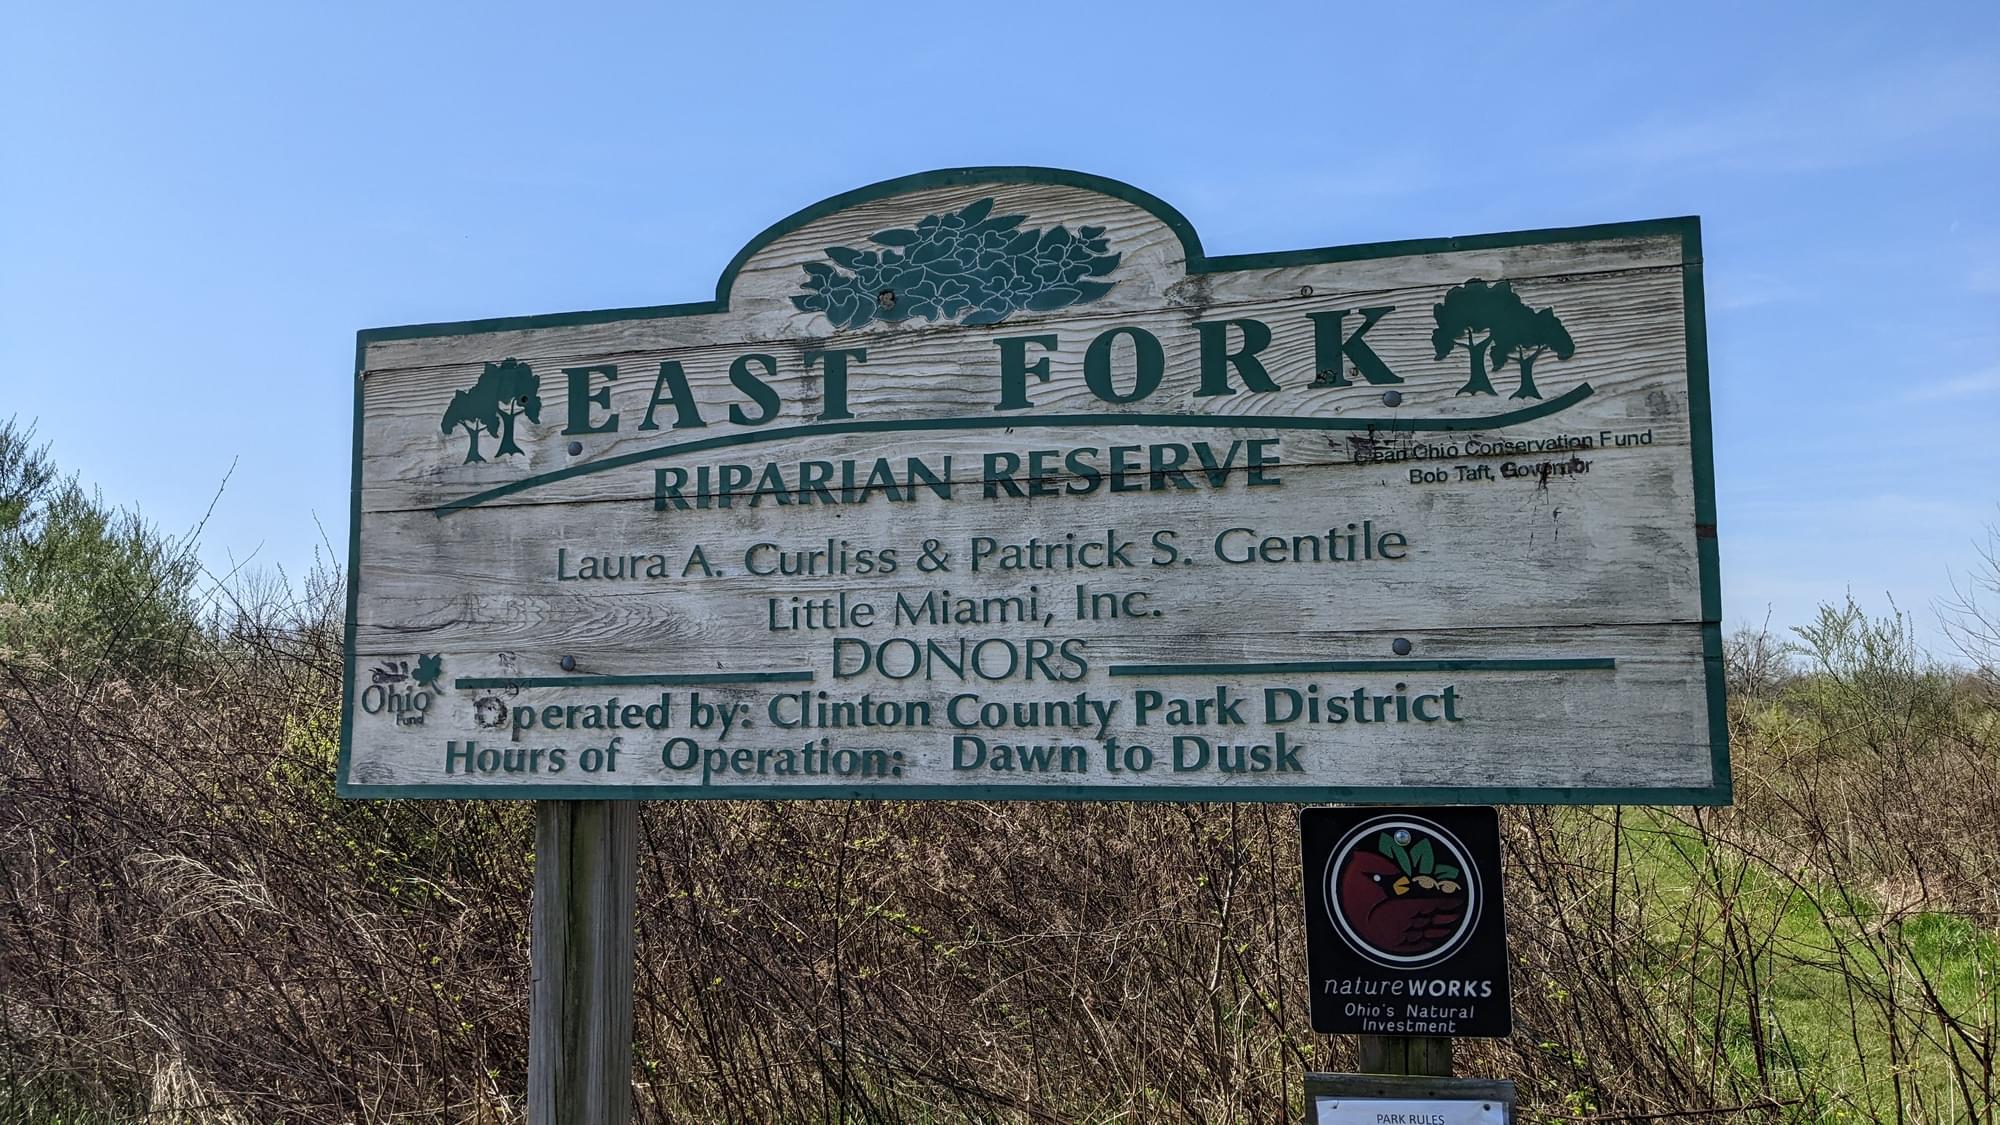 EAST FORK
RIPARIAN RESERVE
Clean Ohio Conservation Fund
Bob Taft, Governor
Laura A. Curliss & Patrick S. Gentile
Little Miami, Inc.
DONORS
Ohio
Fund
Operated by: Clinton County Park District
Hours of Operation: Dawn to Dusk
natureWORKS
Ohio's Natural
Investment
PARK RULES